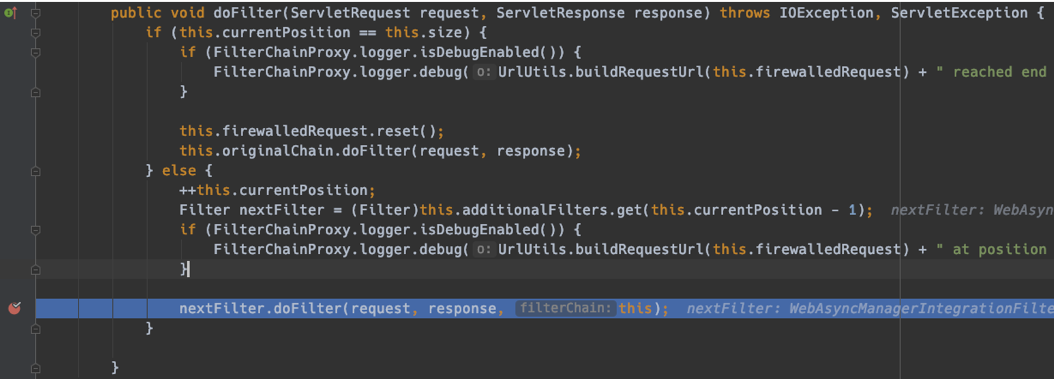 public void doFilter(ServletRequest request, ServletResponse response) throws IOException, ServletException {
if (this.currentPosition == this.size) {
if (FilterChainProxy.logger.isDebugEnabled()) {
FilterChainProxy.logger.debug( o: UrlUtils.buildRequestUrl(this.firewalledRequest) + " reached end
}
this.firewalledRequest.reset();
this.originalChain.doFilter(request, response);
} else {
++this.currentPosition;
Filter nextFilter = (Filter)this.additionalFilters.get(this.currentPosition - 1); nextFilter: WebAsyn
if (FilterChainProxy.logger.isDebugEnabled()) {
FilterChainProxy.logger.debug( o: UrlUtils.buildRequestUrl(this.firewalledRequest) + " at position
}
nextFilter.doFilter(request, response, filterChain: this); nextFilter: WebAsyncManagerIntegrationFilte
}
}